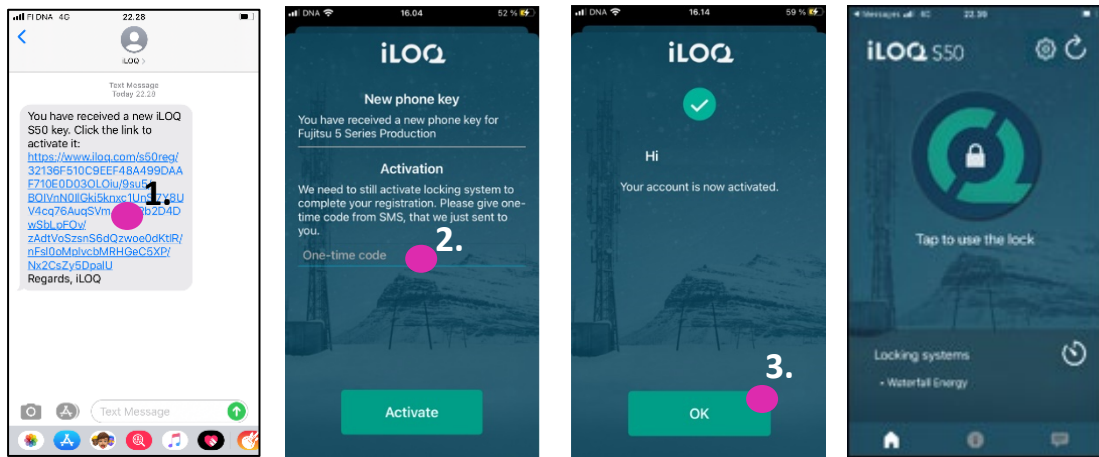 FI DNA 4G 22.28
iLOQ >
Text Message
Today 22.28
You have received a new iLOQ
S50 key. Click the link to
activate it:
https://www.iloq.com/s50reg/
32136F510C9EEF48A499DAA
F710E0D03OLOiu/9su5/
1.
V4cq76AuqSVm
wSbLpFOv/
zAdtVoSzsnS6dQzwoe0dKtlR/
nFsl0oMplvcbMRHGeC5XP/
Nx2CsZy5DpalU
Regards, iLOQ
Text Message
DNA 16.04 52 %
iLOQ
New phone key
You have received a new phone key for
Fujitsu 5 Series Production
Activation
We need to still activate locking system to
complete your registration. Please give one-
time code from SMS, that we just sent to
you.
2.
One-time code
Activate
DNA 16.14 59 %
iLOQ
Hi
Your account is now activated.
3.
OK
Messages 22.30
iLOQ S50
Tap to use the lock
Locking systems
- Waterfall Energy